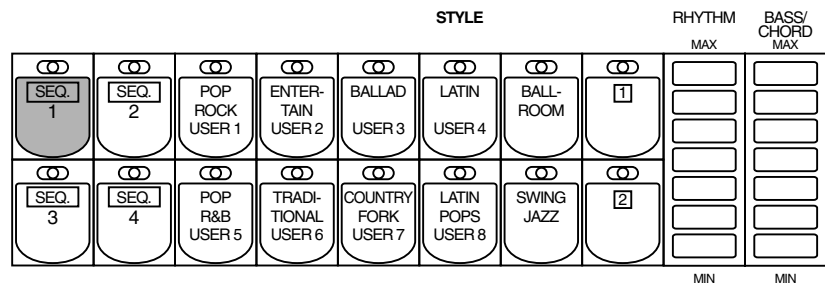 STYLE
RHYTHM
BASS/
CHORD
MAX
MAX
SEQ.
1
SEQ.
2
POP
ROCK
USER 1
ENTER-
TAIN
USER 2
BALLAD
USER 3
LATIN
USER 4
BALL-
ROOM
1
SEQ.
3
SEQ.
4
POP
R&B
USER 5
TRADI-
TIONAL
USER 6
COUNTRY
FORK
USER 7
LATIN
POPS
USER 8
SWING
JAZZ
2
MIN
MIN